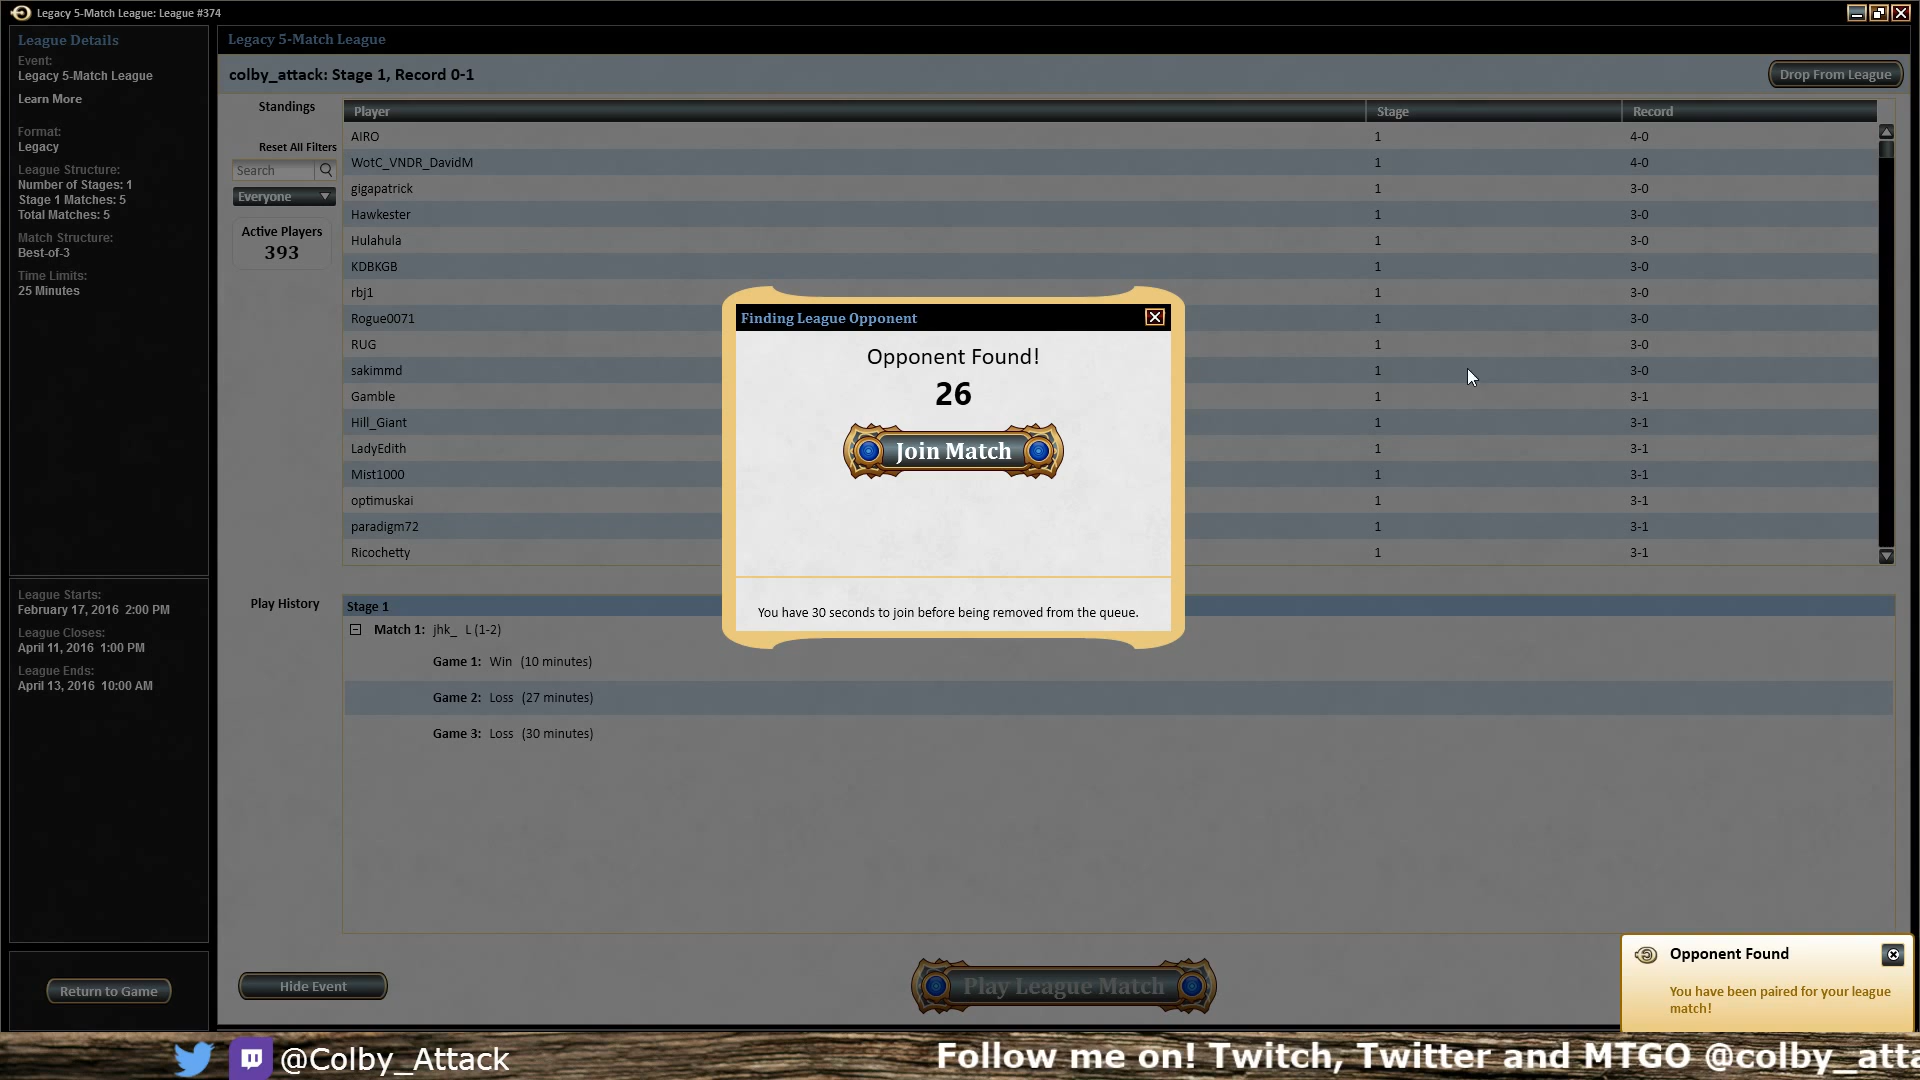 Legacy 5-Match League: League #374
League Details
Event:
Legacy 5-Match League
Learn More
Format:
Legacy
League Structure:
Number of Stages: 1
Stage 1 Matches: 5
Total Matches: 5
Match Structure:
Best-of-3
Time Limits:
25 Minutes
League Starts:
February 17, 2016 2:00 PM
League Closes:
April 11, 2016 1:00 PM
League Ends:
April 13, 2016 10:00 AM
Return to Game
Legacy 5-Match League
colby_attack: Stage 1, Record 0-1
Drop From League
Standings
Reset All Filters
Search
Everyone
Active Players
393
Player Stage Record
AIRO 1 4-0
WotC_VNDR_DavidM 1 4-0
gigapatrick 1 3-0
Hawkester 1 3-0
Hulahula 1 3-0
KDBKGB 1 3-0
rbj1 1 3-0
Rogue0071 1 3-0
RUG 1 3-0
sakimmd 1 3-0
Gamble 1 3-1
Hill_Giant 1 3-1
LadyEdith 1 3-1
Mist1000 1 3-1
optimuskai 1 3-1
paradigm72 1 3-1
Ricochetty 1 3-1
Finding League Opponent
Opponent Found!
26
Join Match
You have 30 seconds to join before being removed from the queue.
Play History
Stage 1
Match 1: jhk_ L (1-2)
Game 1: Win (10 minutes)
Game 2: Loss (27 minutes)
Game 3: Loss (30 minutes)
Hide Event
Play League Match
Opponent Found
You have been paired for your league
match!
@Colby_Attack
Follow me on! Twitch, Twitter and MTGO @colby_atta